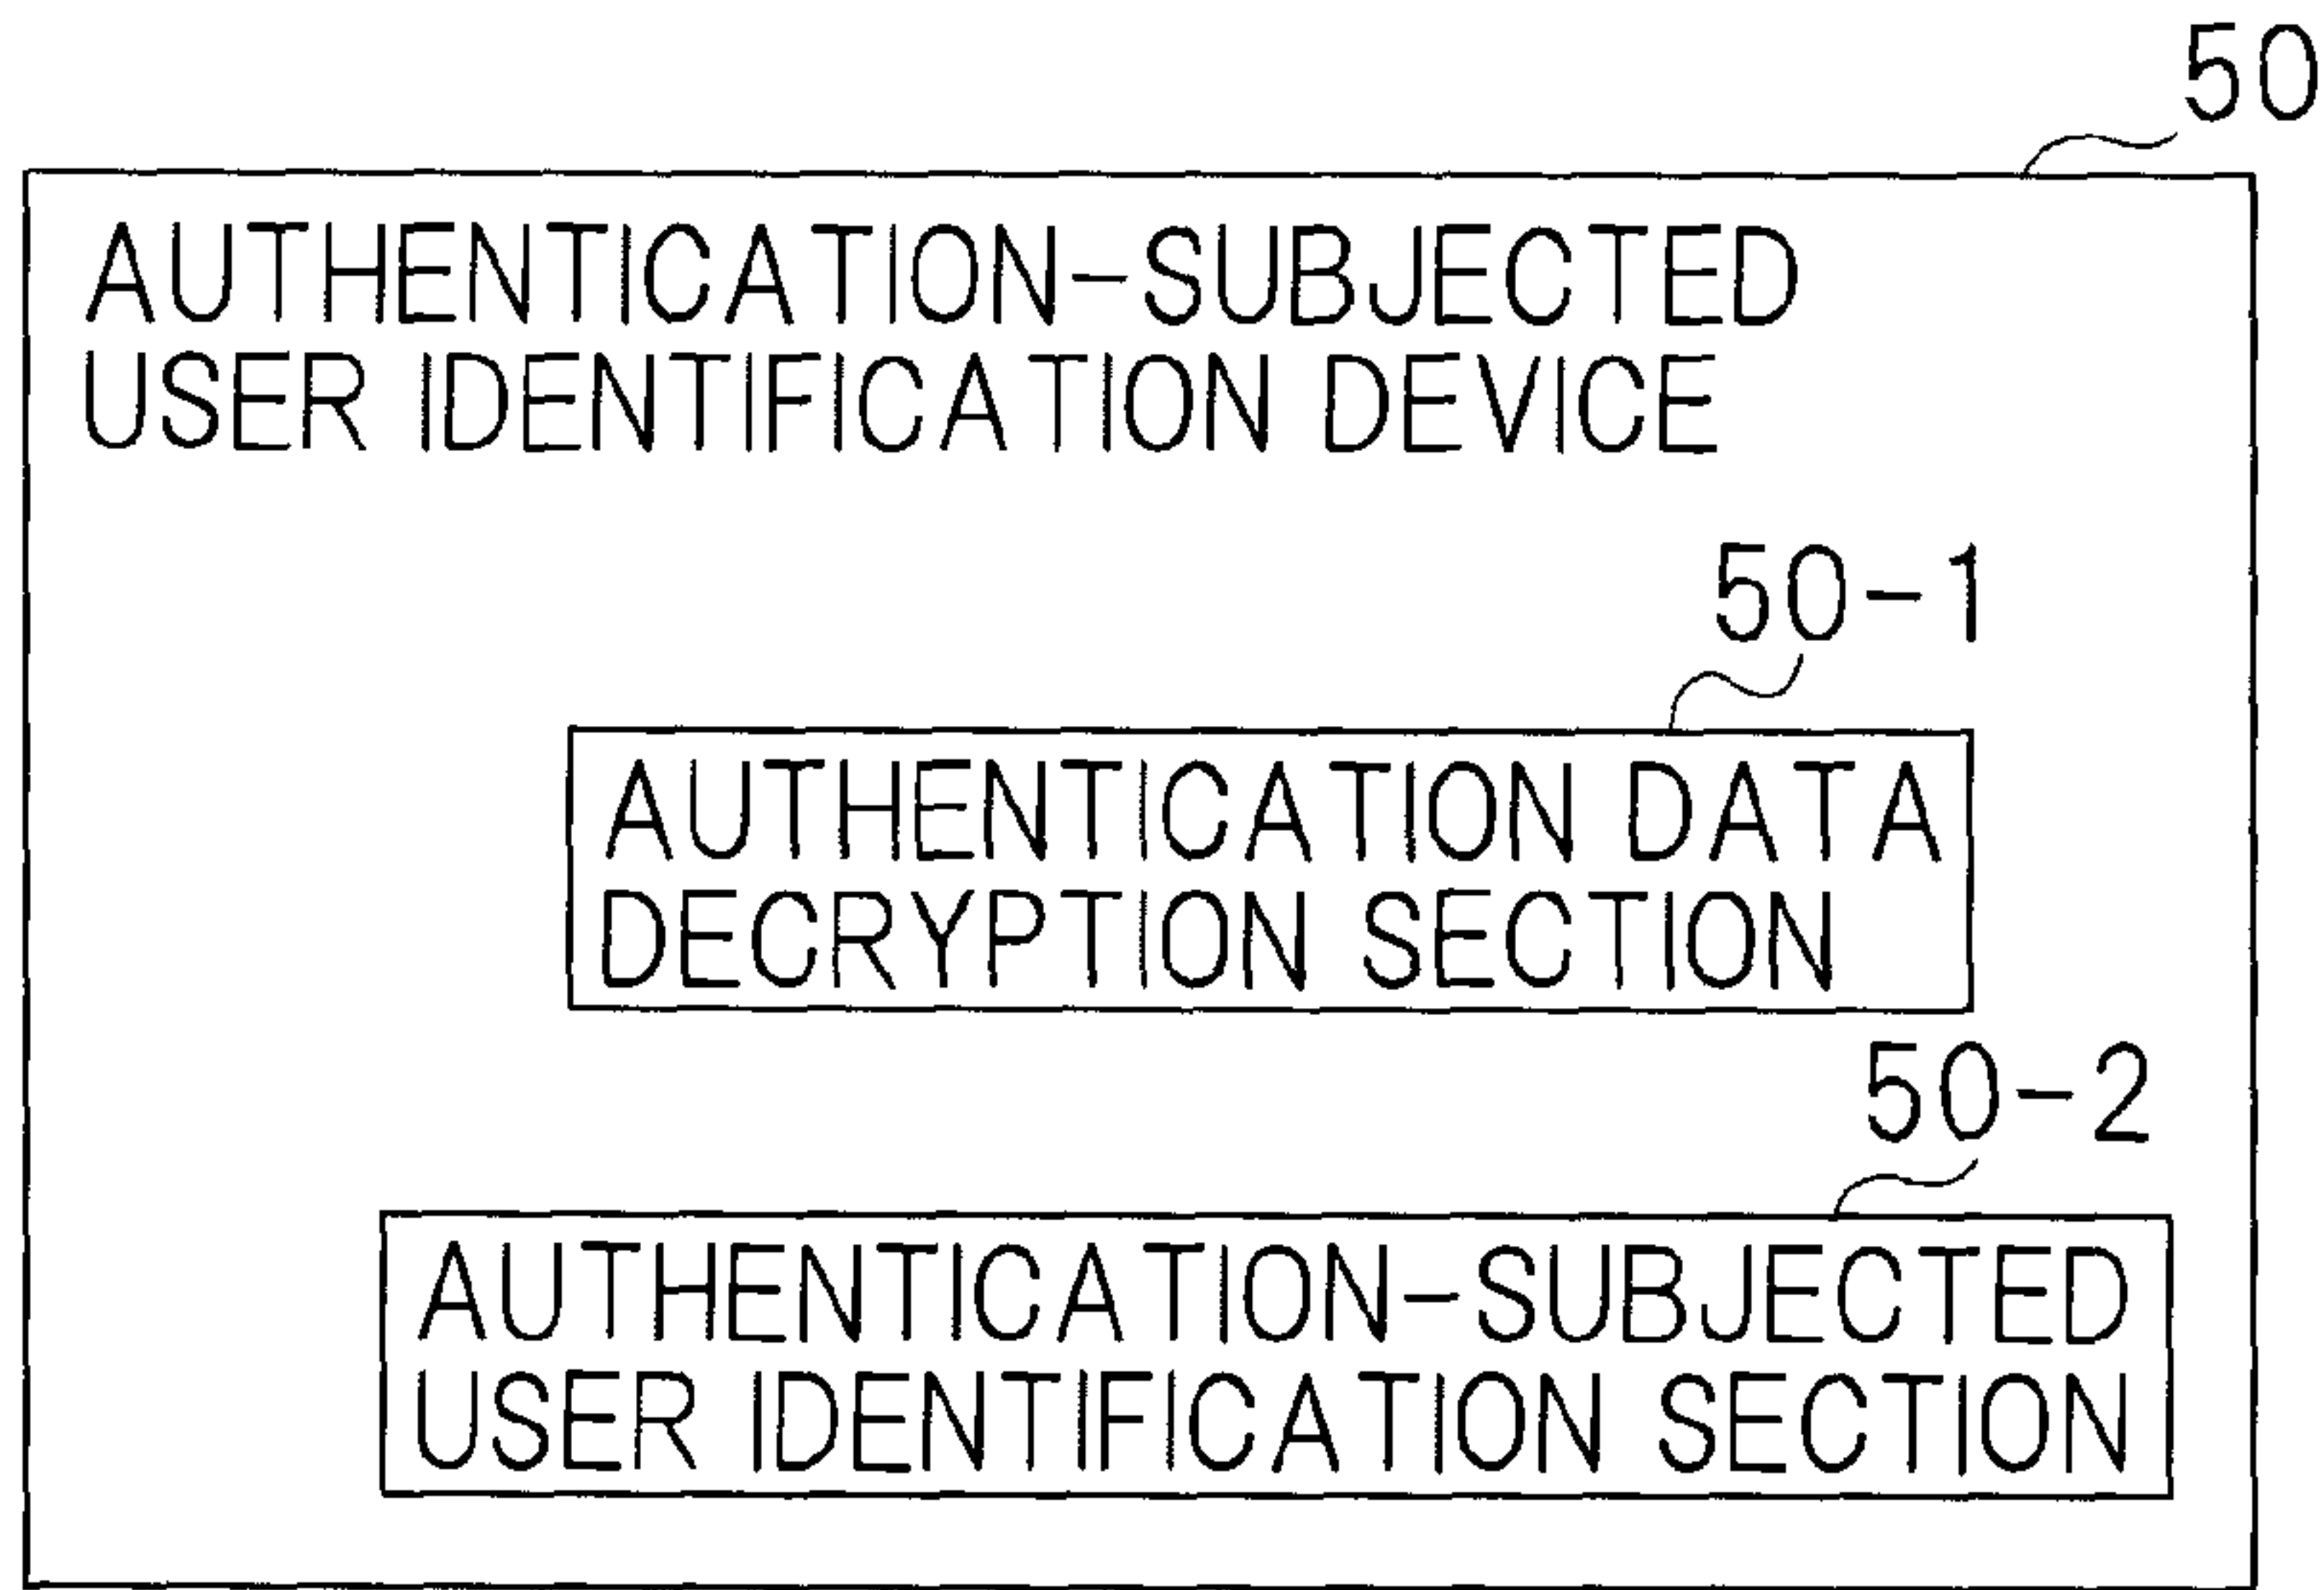 50
AUTHENTICATION-SUBJECTED
USER IDENTIFICATION DEVICE
50-1
AUTHENTICATION DATA
DECRYPTION SECTION
50-2
AUTHENTICATION-SUBJECTED
USER IDENTIFICATION SECTION